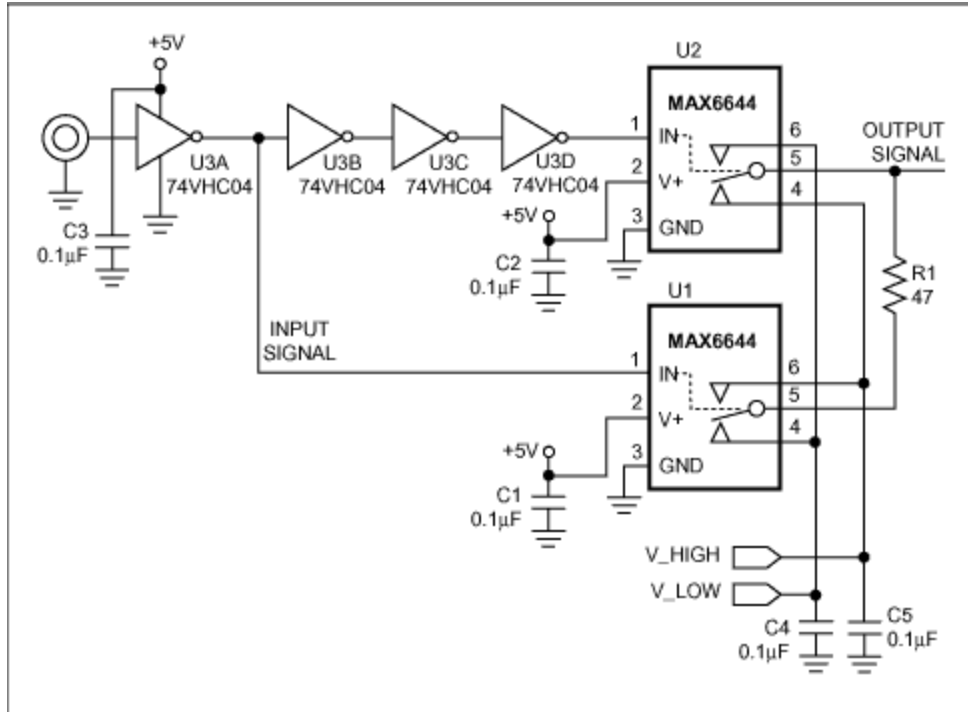 +5V
U3A
74VHC04
U3B
74VHC04
U3C
74VHC04
U3D
74VHC04
C3
0.1µF
U2
MAX6644
1
IN
2
V+
3
GND
6
5
4
OUTPUT
SIGNAL
+5V
C2
0.1µF
R1
47
INPUT
SIGNAL
U1
MAX6644
1
IN
2
V+
3
GND
6
5
4
+5V
C1
0.1µF
V_HIGH
V_LOW
C4
0.1µF
C5
0.1µF